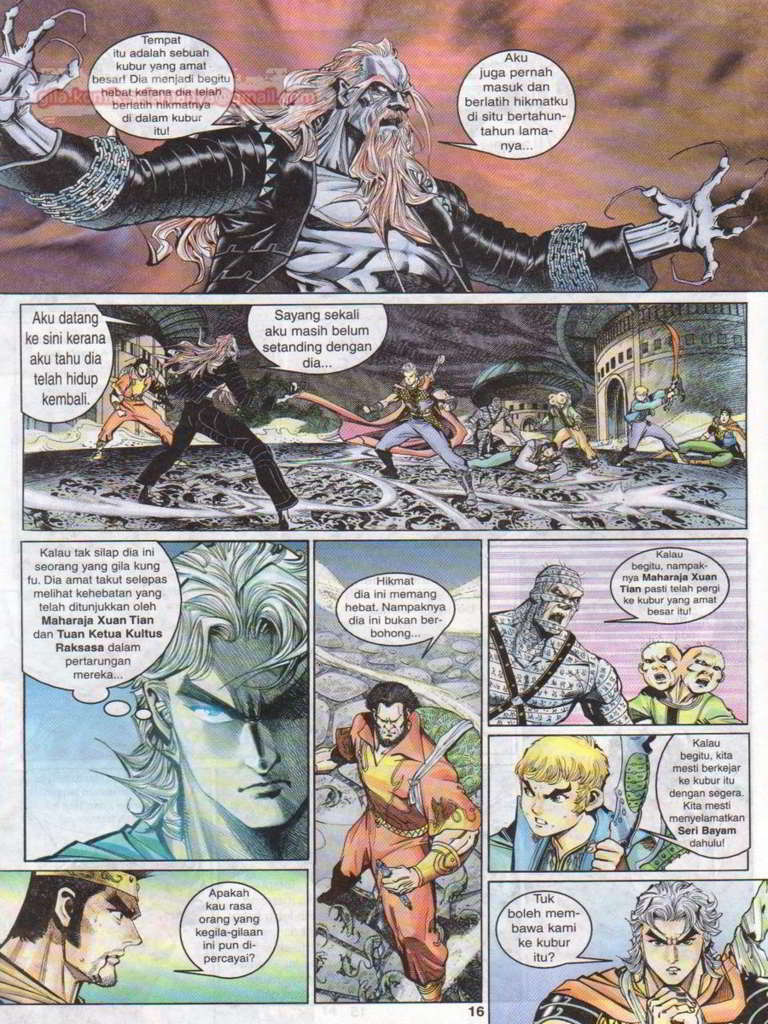 Tempat
itu adalah sebuah
kubur yang amat
besar! Dia menjadi begitu
hebat kerana dia telah
berlatih hikmatnya
di dalam kubur
itu!
Aku
juga pernah
masuk dan
berlatih hikmatku
di situ bertahun-
tahun lama-
nya...
Aku datang
ke sini kerana
aku tahu dia
telah hidup
kembali.
Sayang sekali
aku masih belum
setanding dengan
dia...
Kalau tak silap dia ini
seorang yang gila kung
fu. Dia amat takut selepas
melihat kehebatan yang
telah ditunjukkan oleh
Maharaja Xuan Tian
dan Tuan Ketua Kultus
Raksasa dalam
pertarungan
mereka...
Hikmat
dia ini memang
hebat. Nampaknya
dia ini bukan ber-
bohong...
Kalau
begitu, nampak-
nya Maharaja Xuan
Tian pasti telah pergi
ke kubur yang amat
besar itu!
Kalau
begitu, kita
mesti berkejar
ke kubur itu
dengan segera.
Kita mesti
menyelamatkan
Seri Bayam
dahulu!
Apakah
kau rasa
orang yang
kegila-gilaan
ini pun di-
percayai?
Tuk
boleh mem-
bawa kami
ke kubur
itu?
16